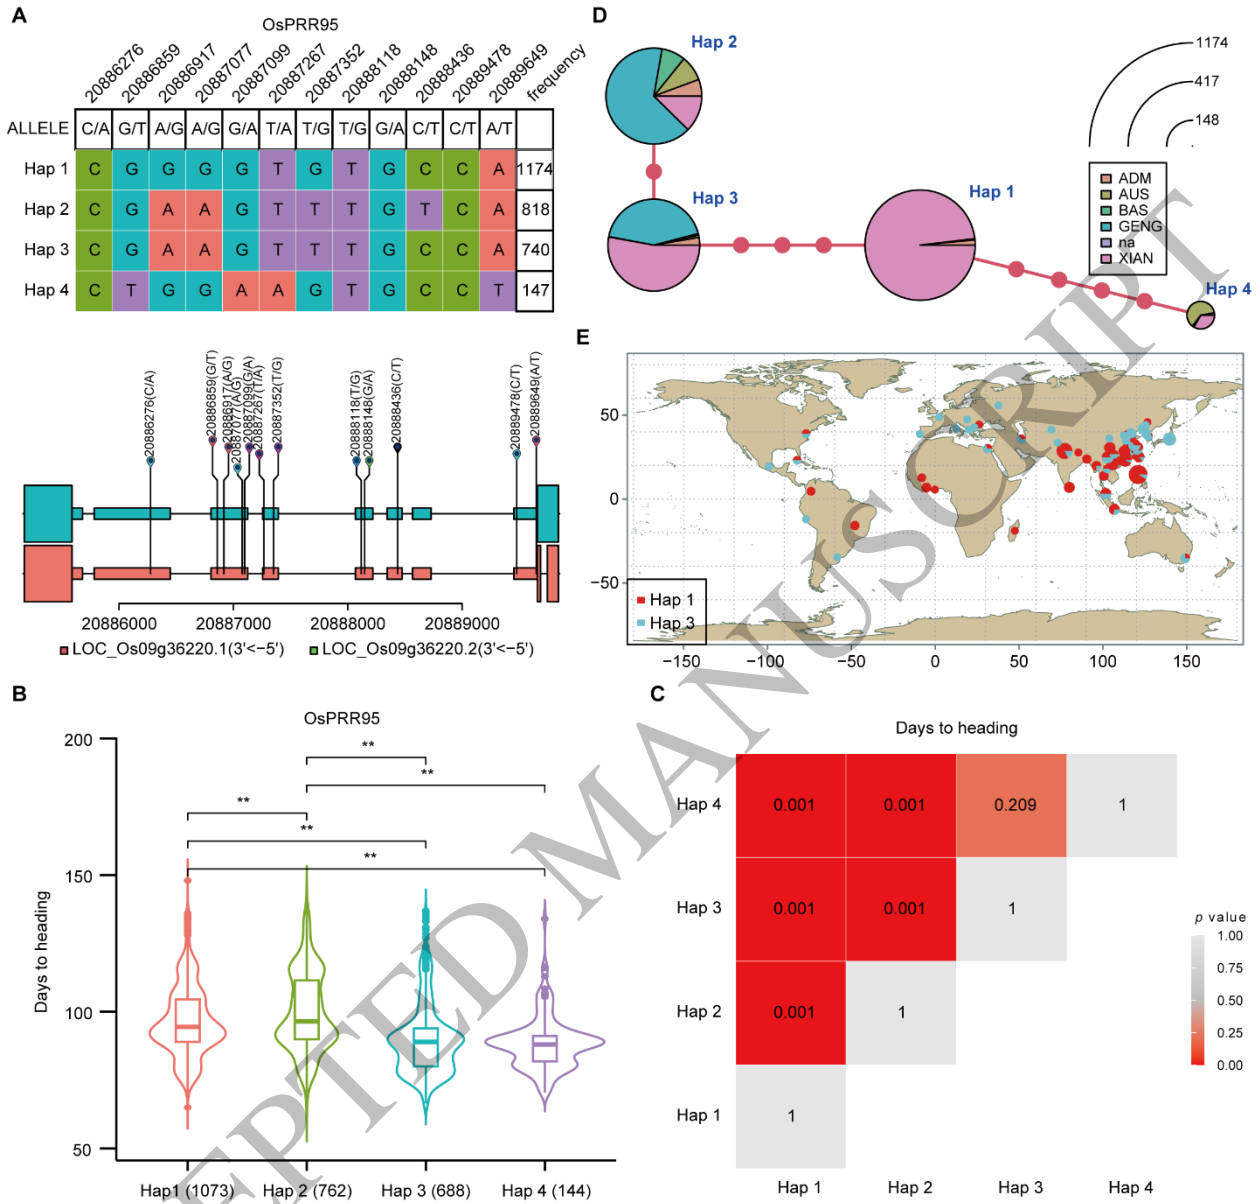 A
OsPRR95
20886276 20886859 20886917 20887077 20887099 20887267 20887352 20888118 20888148 20888436 20889478 20889649 frequency
ALLELE C/A G/T A/G A/G G/A T/A T/G T/G G/A C/T C/T A/T
Hap 1 C G G G G T G T G C C A 1174
Hap 2 C G A A G T T T G T C A 818
Hap 3 C G A A G T T T G C C A 740
Hap 4 C T G G A A G T G C C T 147
20886276(C/A) 20886859(G/T) 20886917(A/G) 20887077(A/G) 20887099(G/A) 20887267(T/A) 20887352(T/G) 20888118(T/G) 20888148(G/A) 20888436(C/T) 20889478(C/T) 20889649(A/T)
20886000 20887000 20888000 20889000
LOC_Os09g36220.1(3'<−5') LOC_Os09g36220.2(3'<−5')
D
Hap 2
Hap 3
Hap 1
Hap 4
1174
417
148
ADM
AUS
BAS
GENG
na
XIAN
E
50
0
−50
Hap 1
Hap 3
−150 −100 −50 0 50 100 150
B
OsPRR95
Days to heading
200
150
100
50
**
**
**
**
**
Hap1 (1073) Hap 2 (762) Hap 3 (688) Hap 4 (144)
C
Days to heading
Hap 4 0.001 0.001 0.209 1
Hap 3 0.001 0.001 1
Hap 2 0.001 1
Hap 1 1
Hap 1 Hap 2 Hap 3 Hap 4
p value
1.00
0.75
0.50
0.25
0.00
EPTED MANUSCRIPT